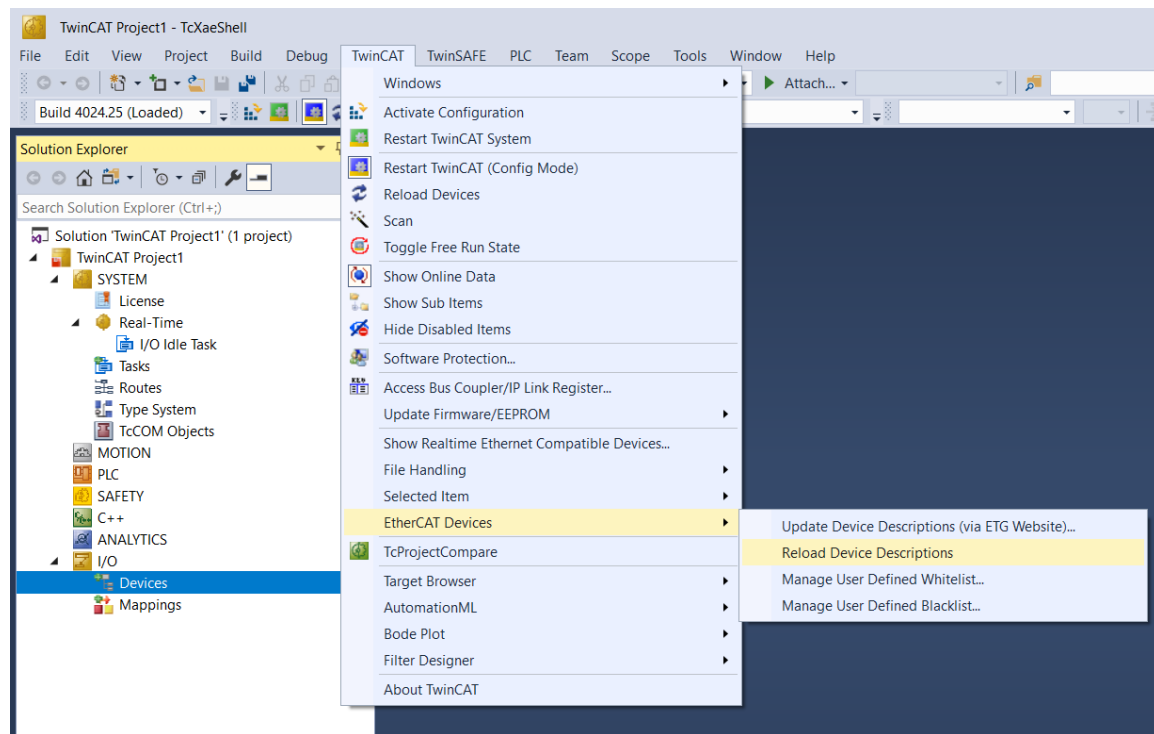 TwinCAT Project1 - TcXaeShell
File Edit View Project Build Debug TwinCAT TwinSAFE PLC Team Scope Tools Window Help
Attach...
Build 4024.25 (Loaded)
Solution Explorer
Search Solution Explorer (Ctrl+;)
Solution 'TwinCAT Project1' (1 project)
TwinCAT Project1
SYSTEM
License
Real-Time
I/O Idle Task
Tasks
Routes
Type System
TcCOM Objects
MOTION
PLC
SAFETY
C++
ANALYTICS
I/O
Devices
Mappings
Windows
Activate Configuration
Restart TwinCAT System
Restart TwinCAT (Config Mode)
Reload Devices
Scan
Toggle Free Run State
Show Online Data
Show Sub Items
Hide Disabled Items
Software Protection...
Access Bus Coupler/IP Link Register...
Update Firmware/EEPROM
Show Realtime Ethernet Compatible Devices...
File Handling
Selected Item
EtherCAT Devices
TcProjectCompare
Target Browser
AutomationML
Bode Plot
Filter Designer
About TwinCAT
Update Device Descriptions (via ETG Website)...
Reload Device Descriptions
Manage User Defined Whitelist...
Manage User Defined Blacklist...